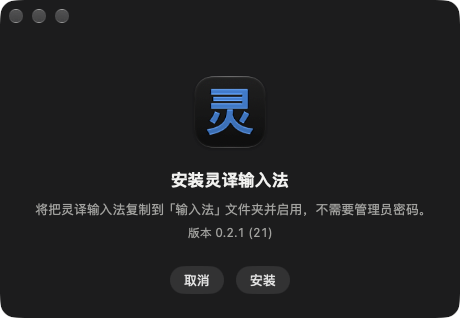 灵
安装灵译输入法
将把灵译输入法复制到「输入法」文件夹并启用，不需要管理员密码。
版本 0.2.1 (21)
取消
安装